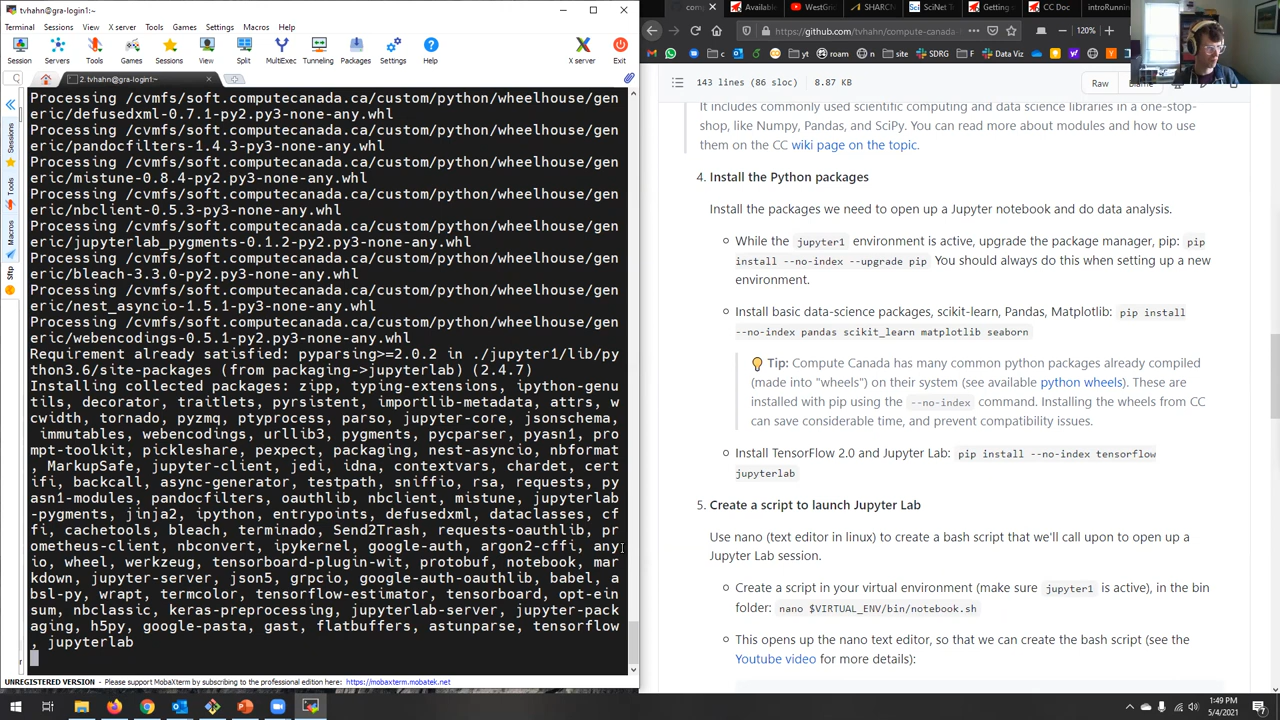 tvhahn@gra-login1:~
Terminal Sessions View X server Tools Games Settings Macros Help
Session Servers Tools Games Sessions View Split MultiExec Tunneling Packages Settings Help X server Exit
2. tvhahn@gra-login1:~
Sessions
Tools
Macros
Sftp
Processing /cvmfs/soft.computecanada.ca/custom/python/wheelhouse/gen
eric/defusedxml-0.7.1-py2.py3-none-any.whl
Processing /cvmfs/soft.computecanada.ca/custom/python/wheelhouse/gen
eric/pandocfilters-1.4.3-py3-none-any.whl
Processing /cvmfs/soft.computecanada.ca/custom/python/wheelhouse/gen
eric/mistune-0.8.4-py2.py3-none-any.whl
Processing /cvmfs/soft.computecanada.ca/custom/python/wheelhouse/gen
eric/nbclient-0.5.3-py3-none-any.whl
Processing /cvmfs/soft.computecanada.ca/custom/python/wheelhouse/gen
eric/jupyterlab_pygments-0.1.2-py2.py3-none-any.whl
Processing /cvmfs/soft.computecanada.ca/custom/python/wheelhouse/gen
eric/bleach-3.3.0-py2.py3-none-any.whl
Processing /cvmfs/soft.computecanada.ca/custom/python/wheelhouse/gen
eric/nest_asyncio-1.5.1-py3-none-any.whl
Processing /cvmfs/soft.computecanada.ca/custom/python/wheelhouse/gen
eric/webencodings-0.5.1-py2.py3-none-any.whl
Requirement already satisfied: pyparsing>=2.0.2 in ./jupyter1/lib/py
thon3.6/site-packages (from packaging->jupyterlab) (2.4.7)
Installing collected packages: zipp, typing-extensions, ipython-gen
utils, decorator, traitlets, pyrsistent, importlib-metadata, attrs, w
cwidth, tornado, pyzmq, ptyprocess, parso, jupyter-core, jsonschema,
immutables, webencodings, urllib3, pygments, pycparser, pyasn1, pro
mpt-toolkit, pickleshare, pexpect, packaging, nest-asyncio, nbformat
, MarkupSafe, jupyter-client, jedi, idna, contextvars, chardet, cert
ifi, backcall, async-generator, testpath, sniffio, rsa, requests, py
asn1-modules, pandocfilters, oauthlib, nbclient, mistune, jupyterlab
-pygments, jinja2, ipython, entrypoints, defusedxml, dataclasses, cf
fi, cachetools, bleach, terminado, Send2Trash, requests-oauthlib, pr
ometheus-client, nbconvert, ipykernel, google-auth, argon2-cffi, any
io, wheel, werkzeug, tensorboard-plugin-wit, protobuf, notebook, mar
kdown, jupyter-server, json5, grpcio, google-auth-oauthlib, babel, a
bsl-py, wrapt, termcolor, tensorflow-estimator, tensorboard, opt-ein
sum, nbclassic, keras-preprocessing, jupyterlab-server, jupyter-pack
aging, h5py, google-pasta, gast, flatbuffers, astunparse, tensorflow
, jupyterlab
UNREGISTERED VERSION - Please support MobaXterm by subscribing to the professional edition here: https://mobaxterm.mobatek.net
comp Available WestGri SHARCN SciNet T Getting CC Doc introRunnin
https://github.com/tvhahn/compute-canada 120%
WhatsApp c roam n Site SDRG Data Viz
143 lines (86 sloc) 8.87 KB Raw Blame
It includes commonly used scientific computing and data science libraries in a one-stop-
shop, like Numpy, Pandas, and SciPy. You can read more about modules and how to use
them on the CC wiki page on the topic.
4. Install the Python packages
Install the packages we need to open up a Jupyter notebook and do data analysis.
While the jupyter1 environment is active, upgrade the package manager, pip: pip
install --no-index --upgrade pip You should always do this when setting up a new
environment.
Install basic data-science packages, scikit-learn, Pandas, Matplotlib: pip install
--no-index pandas scikit_learn matplotlib seaborn
Tip: Compute Canada has many common python packages already compiled
(made into "wheels") on their system (see available python wheels). These are
installed with pip using the --no-index command. Installing the wheels from CC
can save considerable time, and prevent compatibility issues.
Install TensorFlow 2.0 and Jupyter Lab: pip install --no-index tensorflow
jupyterlab
5. Create a script to launch Jupyter Lab
Use nano (text editor in linux) to create a bash script that we'll call upon to open up a
Jupyter Lab session.
Create a script in your virtual environment (make sure jupyter1 is active), in the bin
folder: nano $VIRTUAL_ENV/bin/notebook.sh
This opens up the nano text editor, so that we can create the bash script (see the
Youtube video for more details):
1:49 PM
5/4/2021